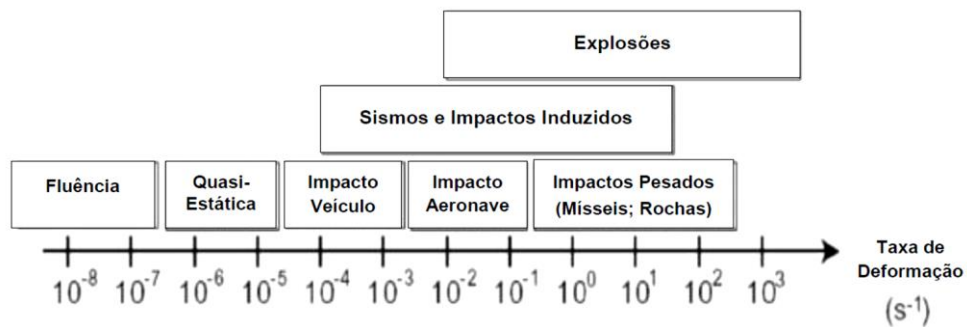 Explosões
Sismos e Impactos Induzidos
Fluência
Quasi-
Estática
Impacto
Veículo
Impacto
Aeronave
Impactos Pesados
(Mísseis; Rochas)
10⁻⁸ 10⁻⁷ 10⁻⁶ 10⁻⁵ 10⁻⁴ 10⁻³ 10⁻² 10⁻¹ 10⁰ 10¹ 10² 10³
Taxa de
Deformação
(s⁻¹)